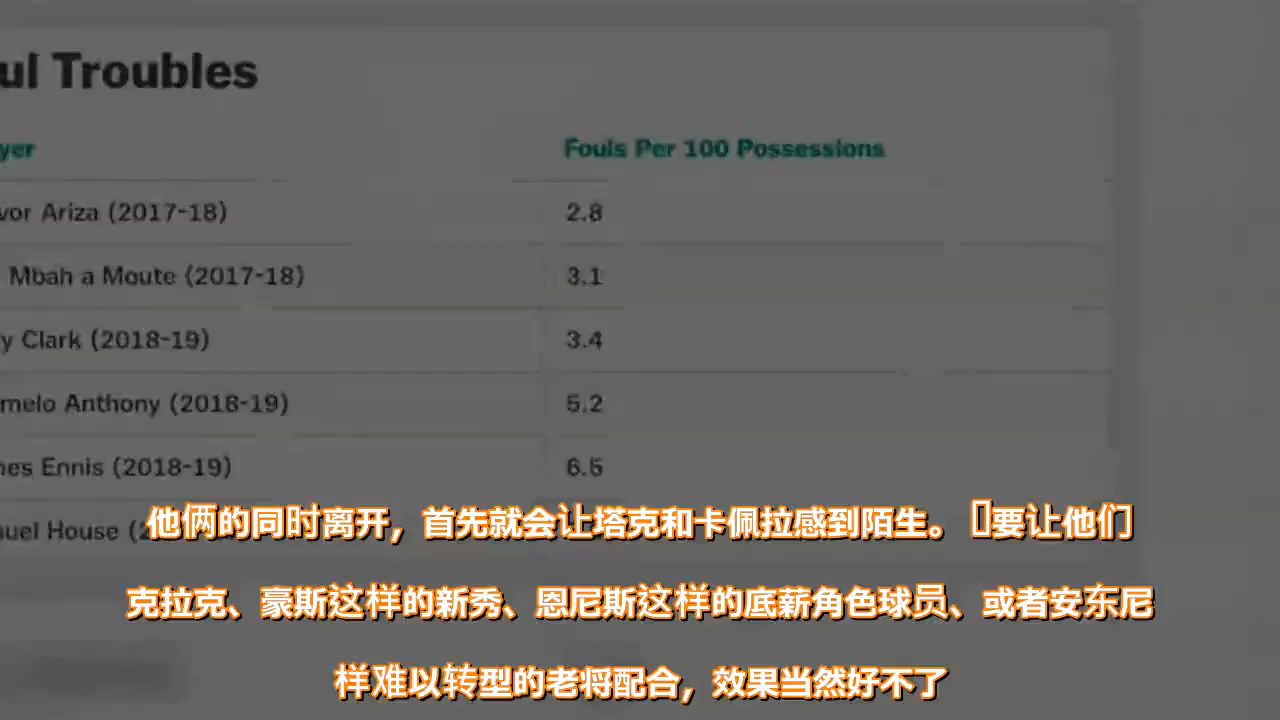 ul Troubles
yer Fouls Per 100 Possessions
vor Ariza (2017-18) 2.8
Mbah a Moute (2017-18) 3.1
y Clark (2018-19) 3.4
melo Anthony (2018-19) 5.2
nes Ennis (2018-19) 6.5
uel House (2
他俩的同时离开，首先就会让塔克和卡佩拉感到陌生。要让他们
克拉克、豪斯这样的新秀、恩尼斯这样的底薪角色球员、或者安东尼
样难以转型的老将配合，效果当然好不了